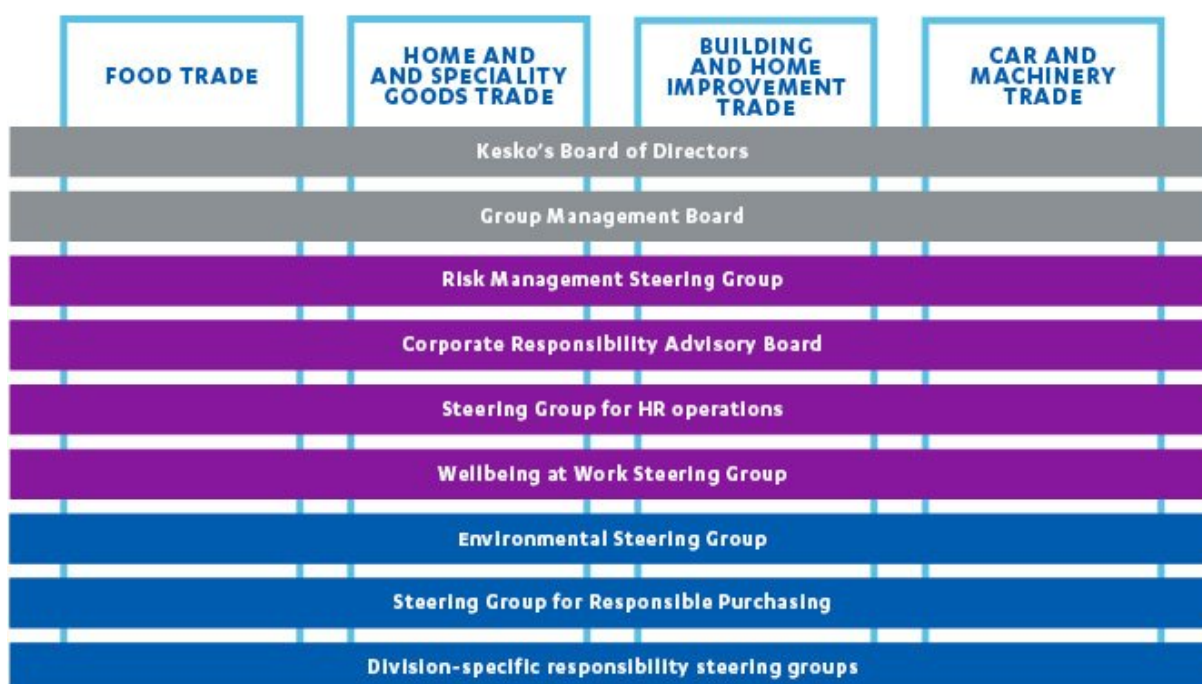 FOOD TRADE
HOME AND
AND SPECIALITY
GOODS TRADE
BUILDING
AND HOME
IMPROVEMENT
TRADE
CAR AND
MACHINERY
TRADE
Kesko's Board of Directors
Group Management Board
Risk Management Steering Group
Corporate Responsibility Advisory Board
Steering Group for HR operations
Wellbeing at Work Steering Group
Environmental Steering Group
Steering Group for Responsible Purchasing
Division-specific responsibility steering groups